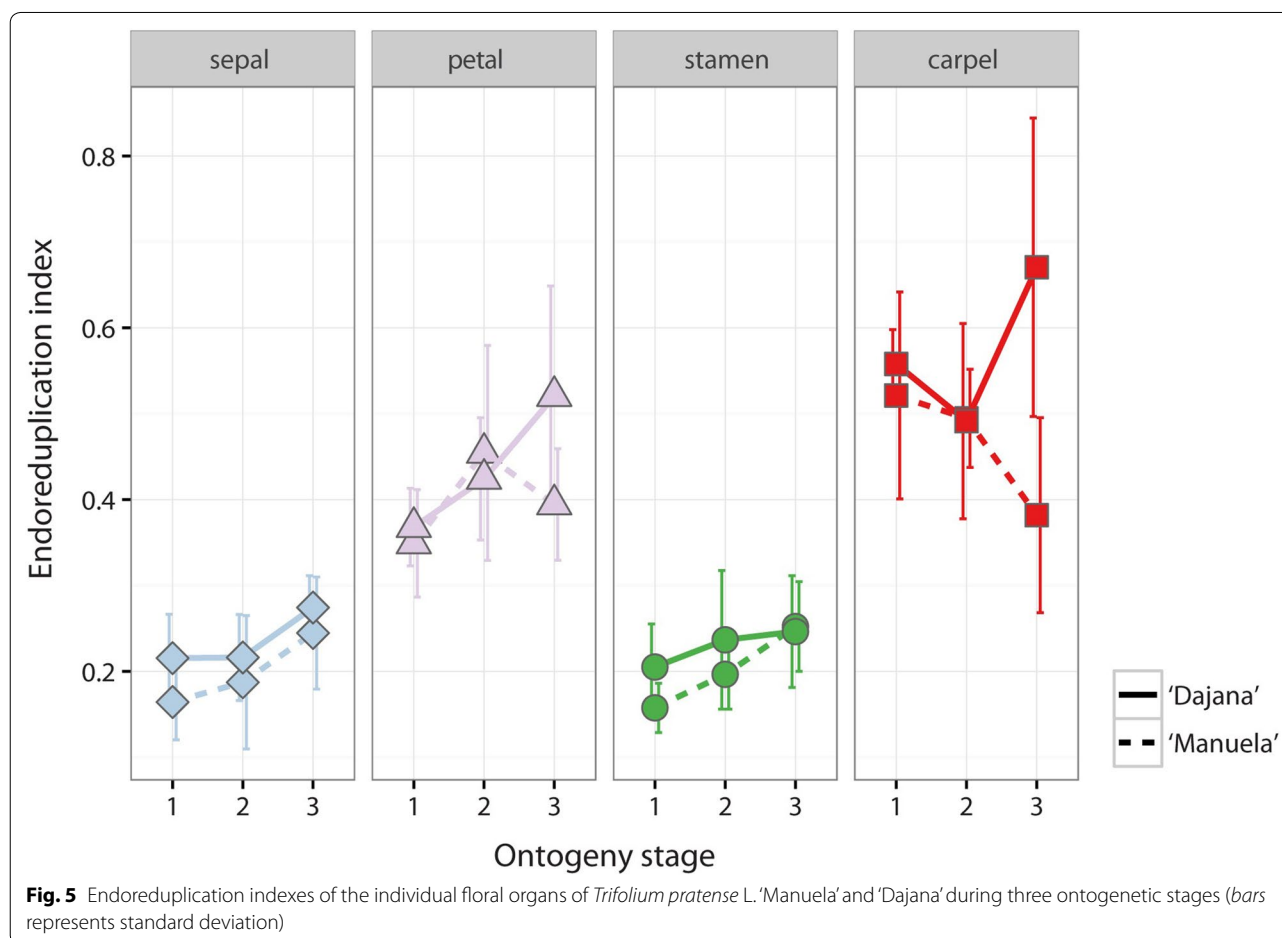 sepal petal stamen carpel
Endoreduplication index
0.8
0.6
0.4
0.2
1 2 3 1 2 3 1 2 3 1 2 3
Ontogeny stage
'Dajana'
'Manuela'
Fig. 5 Endoreduplication indexes of the individual floral organs of Trifolium pratense L. 'Manuela' and 'Dajana' during three ontogenetic stages (bars
represents standard deviation)